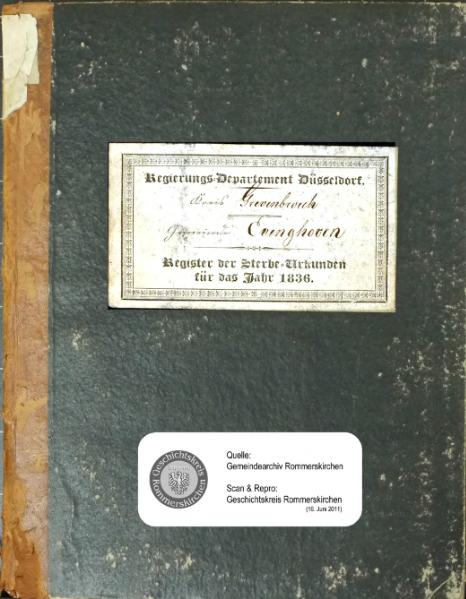 Regierungs-Departement Düsseldorf.
Kreis Grevenbroich
Gemeinde Evinghoven
Register der Sterbe-Urkunden
für das Jahr 1836.
Geschichtskreis
Rommerskirchen
Quelle:
Gemeindearchiv Rommerskirchen
Scan & Repro:
Geschichtskreis Rommerskirchen
(16. Juni 2011)